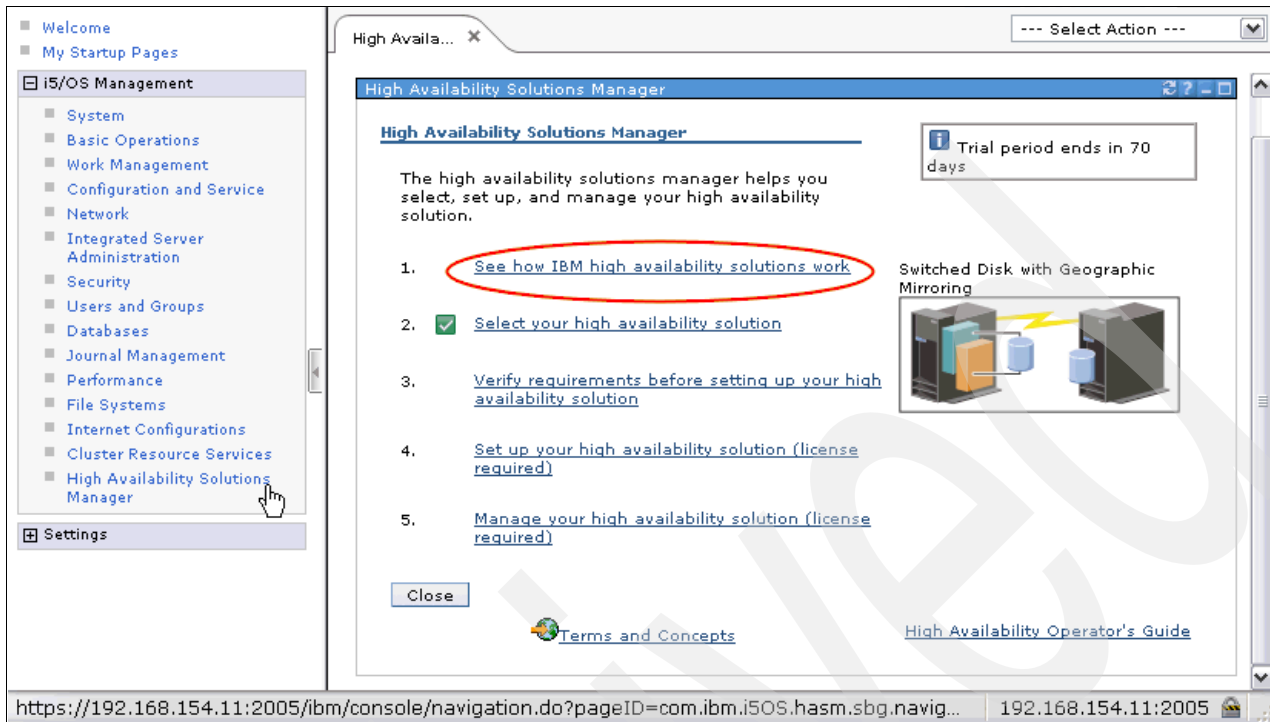 Welcome
My Startup Pages
i5/OS Management
System
Basic Operations
Work Management
Configuration and Service
Network
Integrated Server
Administration
Security
Users and Groups
Databases
Journal Management
Performance
File Systems
Internet Configurations
Cluster Resource Services
High Availability Solutions
Manager
Settings
High Availa...
--- Select Action ---
High Availability Solutions Manager
High Availability Solutions Manager
Trial period ends in 70
days
The high availability solutions manager helps you
select, set up, and manage your high availability
solution.
1. See how IBM high availability solutions work
2. Select your high availability solution
3. Verify requirements before setting up your high
availability solution
4. Set up your high availability solution (license
required)
5. Manage your high availability solution (license
required)
Switched Disk with Geographic
Mirroring
Close
Terms and Concepts
High Availability Operator's Guide
https://192.168.154.11:2005/ibm/console/navigation.do?pageID=com.ibm.i5OS.hasm.sbg.navig...
192.168.154.11:2005